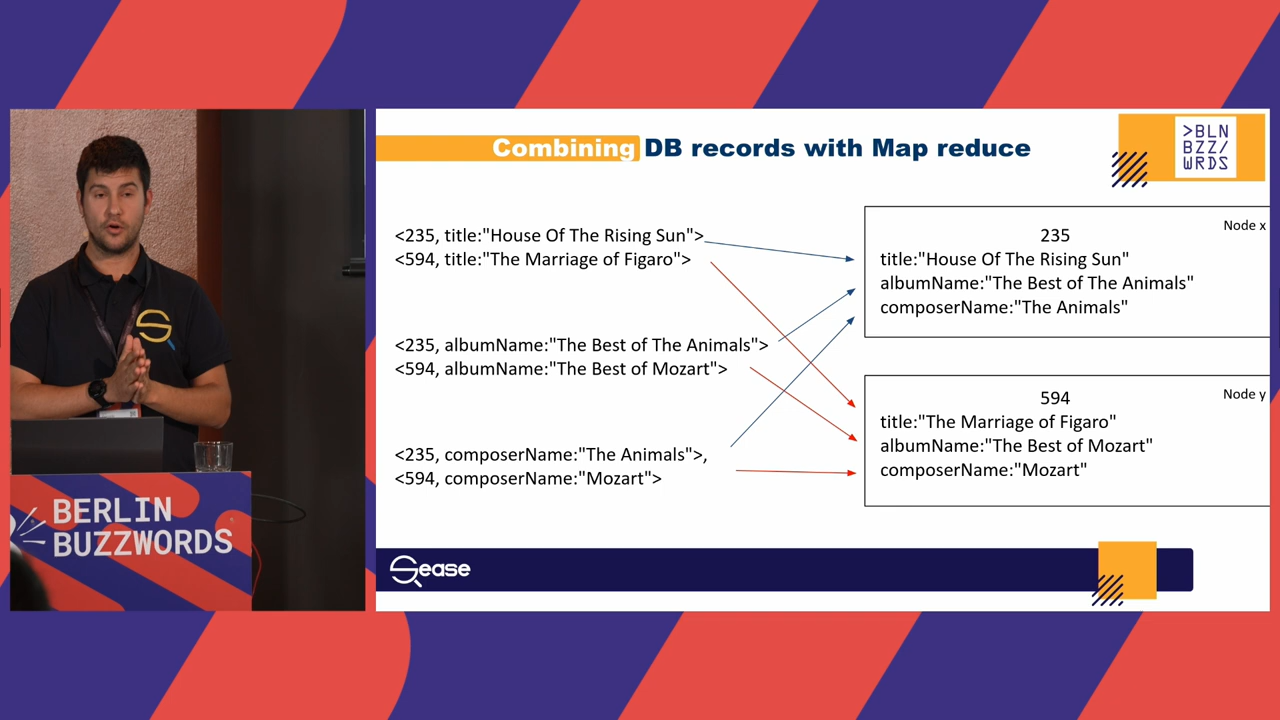 Combining DB records with Map reduce
>BLN
BZZ/
WRDS
<235, title:"House Of The Rising Sun">
<594, title:"The Marriage of Figaro">
<235, albumName:"The Best of The Animals">
<594, albumName:"The Best of Mozart">
<235, composerName:"The Animals">,
<594, composerName:"Mozart">
Node x
235
title:"House Of The Rising Sun"
albumName:"The Best of The Animals"
composerName:"The Animals"
Node y
594
title:"The Marriage of Figaro"
albumName:"The Best of Mozart"
composerName:"Mozart"
Sease
BERLIN
BUZZWORDS